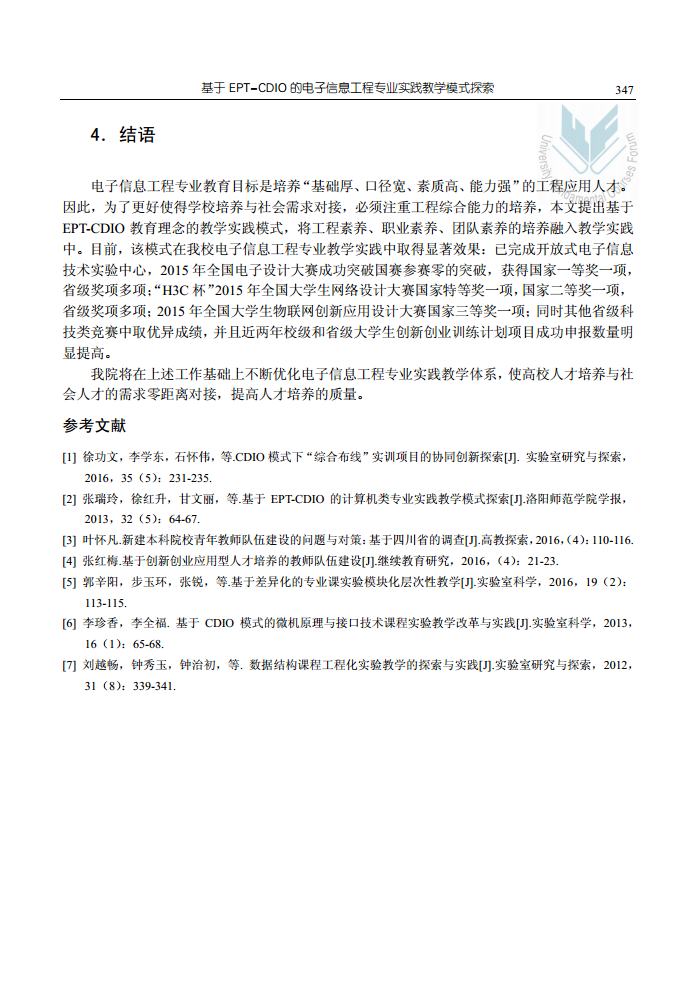 基于 EPT-CDIO 的电子信息工程专业实践教学模式探索 347
4．结语
University Fundamental Courses Forum
电子信息工程专业教育目标是培养“基础厚、口径宽、素质高、能力强”的工程应用人才。
因此，为了更好使得学校培养与社会需求对接，必须注重工程综合能力的培养，本文提出基于
EPT-CDIO 教育理念的教学实践模式，将工程素养、职业素养、团队素养的培养融入教学实践
中。目前，该模式在我校电子信息工程专业教学实践中取得显著效果：已完成开放式电子信息
技术实验中心，2015 年全国电子设计大赛成功突破国赛参赛零的突破，获得国家一等奖一项，
省级奖项多项；“H3C 杯”2015 年全国大学生网络设计大赛国家特等奖一项，国家二等奖一项，
省级奖项多项；2015 年全国大学生物联网创新应用设计大赛国家三等奖一项；同时其他省级科
技类竞赛中取优异成绩，并且近两年校级和省级大学生创新创业训练计划项目成功申报数量明
显提高。
我院将在上述工作基础上不断优化电子信息工程专业实践教学体系，使高校人才培养与社
会人才的需求零距离对接，提高人才培养的质量。
参考文献
[1] 徐功文，李学东，石怀伟，等.CDIO 模式下“综合布线”实训项目的协同创新探索[J]. 实验室研究与探索，
2016，35（5）：231-235.
[2] 张瑞玲，徐红升，甘文丽，等.基于 EPT-CDIO 的计算机类专业实践教学模式探索[J].洛阳师范学院学报，
2013，32（5）：64-67.
[3] 叶怀凡.新建本科院校青年教师队伍建设的问题与对策：基于四川省的调查[J].高教探索，2016，（4）：110-116.
[4] 张红梅.基于创新创业应用型人才培养的教师队伍建设[J].继续教育研究，2016，（4）：21-23.
[5] 郭辛阳，步玉环，张锐，等.基于差异化的专业课实验模块化层次性教学[J].实验室科学，2016，19（2）：
113-115.
[6] 李珍香，李全福. 基于 CDIO 模式的微机原理与接口技术课程实验教学改革与实践[J].实验室科学，2013，
16（1）：65-68.
[7] 刘越畅，钟秀玉，钟治初，等. 数据结构课程工程化实验教学的探索与实践[J].实验室研究与探索，2012，
31（8）：339-341.